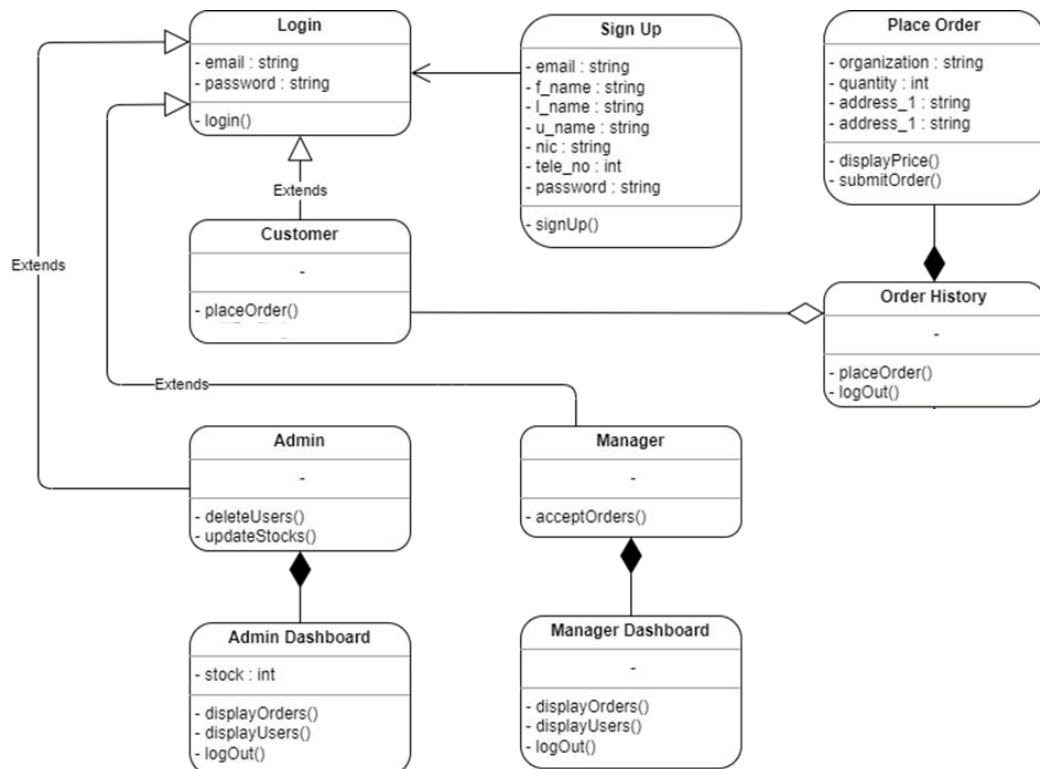 Login
- email : string
- password : string
- login()
Sign Up
- email : string
- f_name : string
- l_name : string
- u_name : string
- nic : string
- tele_no : int
- password : string
- signUp()
Place Order
- organization : string
- quantity : int
- address_1 : string
- address_1 : string
- displayPrice()
- submitOrder()
Extends
Customer
-
- placeOrder()
Extends
Order History
-
- placeOrder()
- logOut()
Extends
Admin
-
- deleteUsers()
- updateStocks()
Manager
-
- acceptOrders()
Admin Dashboard
- stock : int
- displayOrders()
- displayUsers()
- logOut()
Manager Dashboard
-
- displayOrders()
- displayUsers()
- logOut()